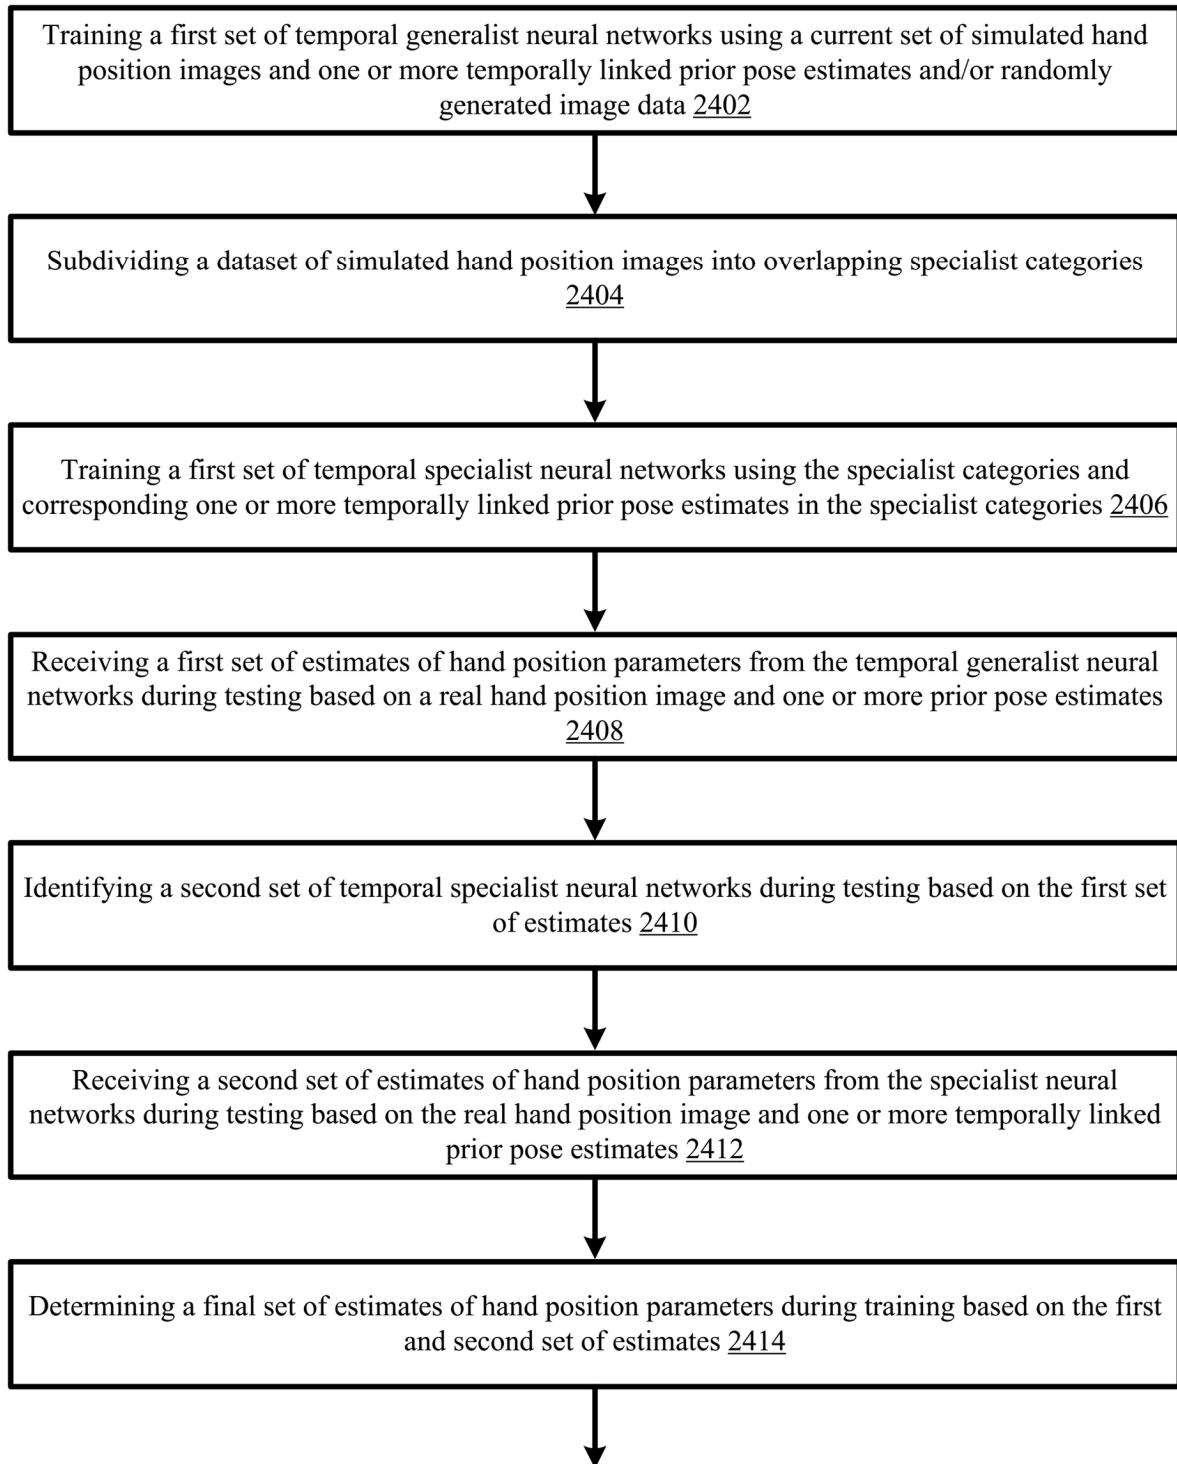 Training a first set of temporal generalist neural networks using a current set of simulated hand
position images and one or more temporally linked prior pose estimates and/or randomly
generated image data 2402
Subdividing a dataset of simulated hand position images into overlapping specialist categories
2404
Training a first set of temporal specialist neural networks using the specialist categories and
corresponding one or more temporally linked prior pose estimates in the specialist categories 2406
Receiving a first set of estimates of hand position parameters from the temporal generalist neural
networks during testing based on a real hand position image and one or more prior pose estimates
2408
Identifying a second set of temporal specialist neural networks during testing based on the first set
of estimates 2410
Receiving a second set of estimates of hand position parameters from the specialist neural
networks during testing based on the real hand position image and one or more temporally linked
prior pose estimates 2412
Determining a final set of estimates of hand position parameters during training based on the first
and second set of estimates 2414